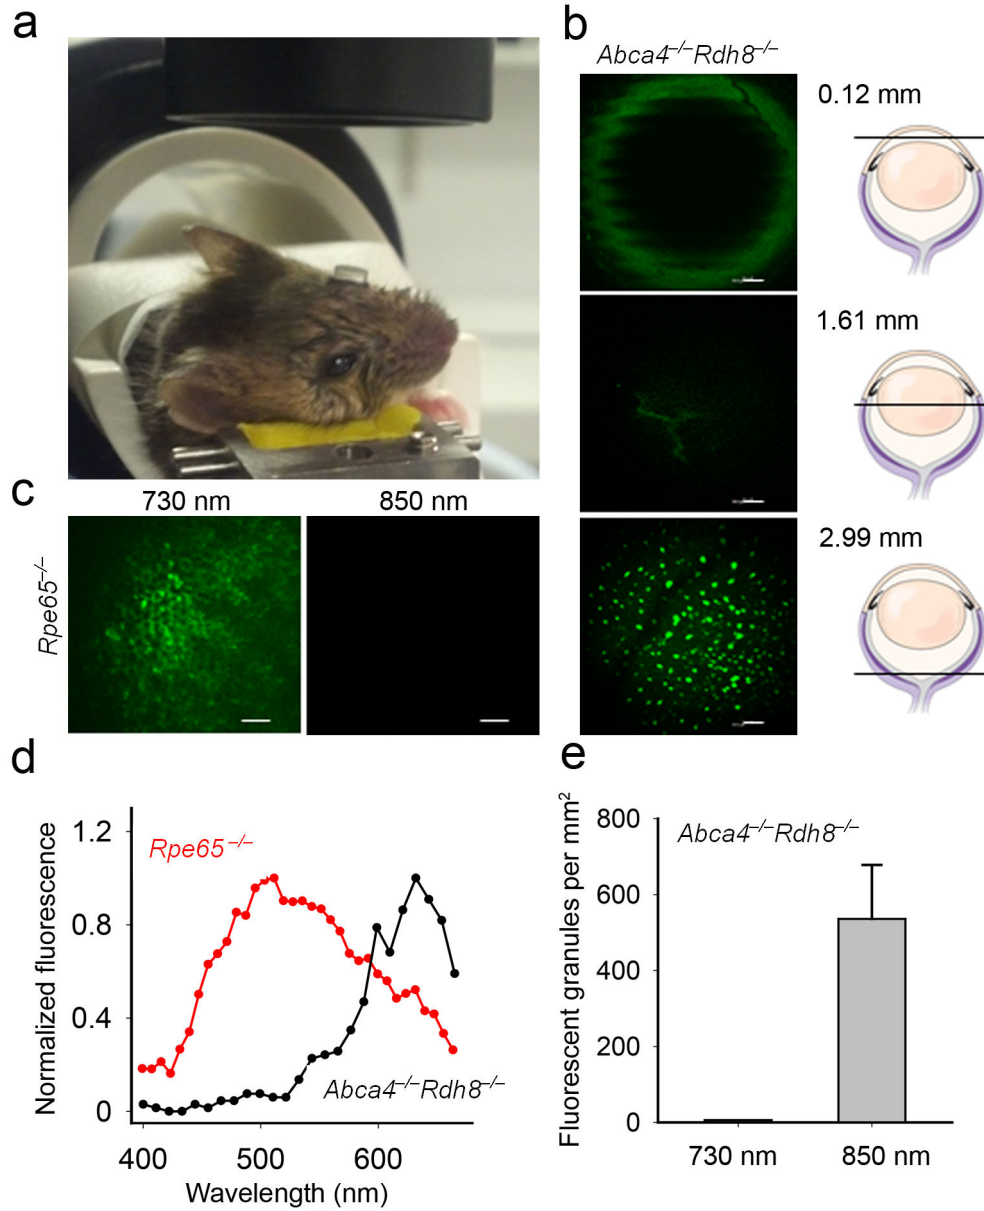 a
b
Abca4–/–Rdh8–/–
0.12 mm
1.61 mm
2.99 mm
c
730 nm
850 nm
Rpe65–/–
d
Normalized fluorescence
1.2
0.8
0.4
0
Rpe65–/–
Abca4–/–Rdh8–/–
400
500
600
Wavelength (nm)
e
Fluorescent granules per mm²
800
600
400
200
0
Abca4–/–Rdh8–/–
730 nm
850 nm